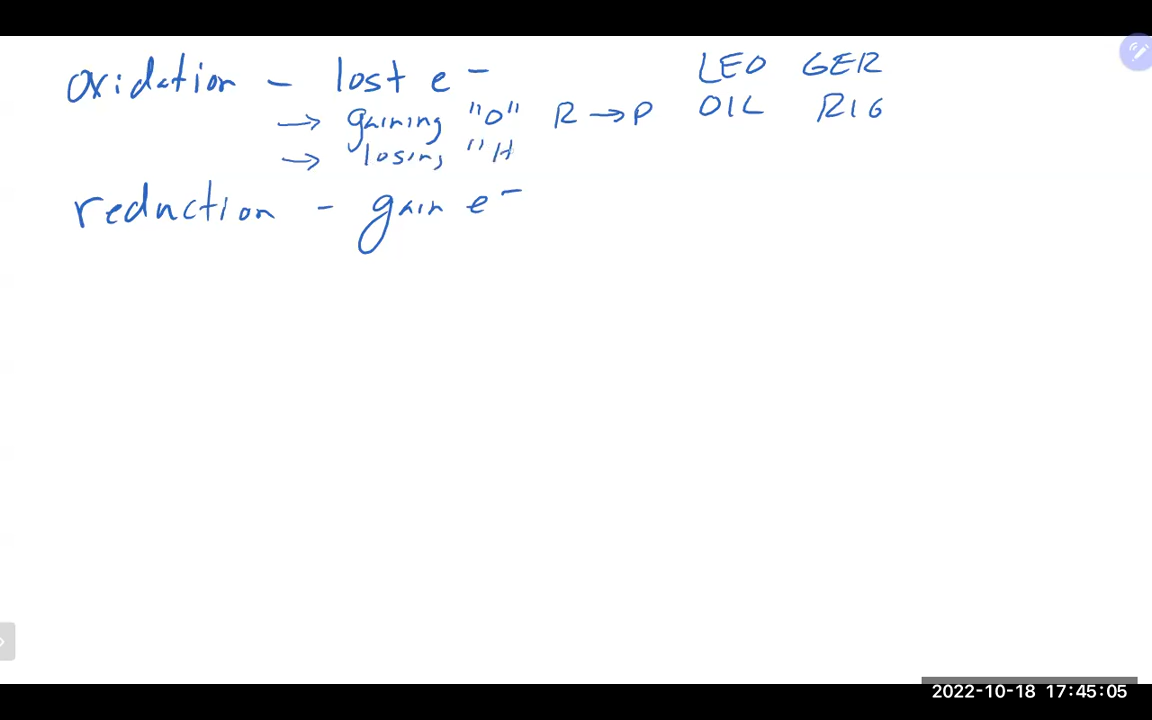 oxidation - lost e⁻ LEO GER
→ gaining "O" R → P OIL RIG
→ losing "H
reduction - gain e⁻
2022-10-18 17:45:05